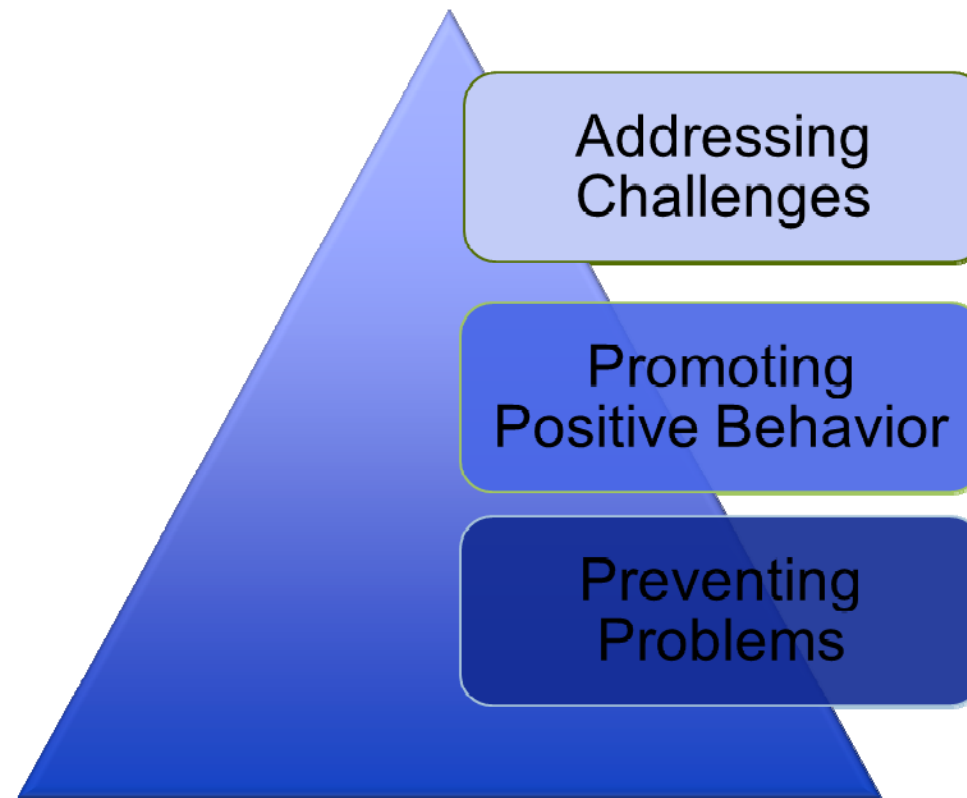 Addressing
Challenges
Promoting
Positive Behavior
Preventing
Problems